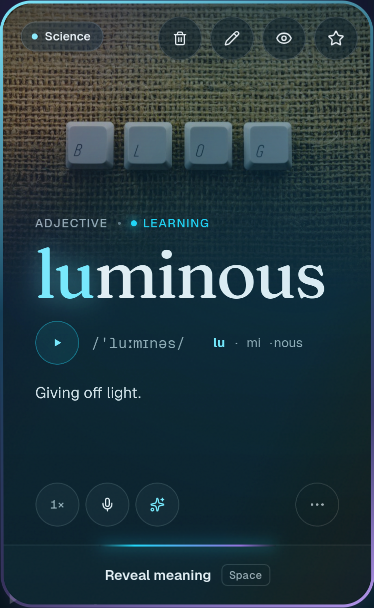 Science
B L O G
ADJECTIVE • LEARNING
luminous
/ˈluːmɪnəs/ lu · mi ·nous
Giving off light.
1×
Reveal meaning Space